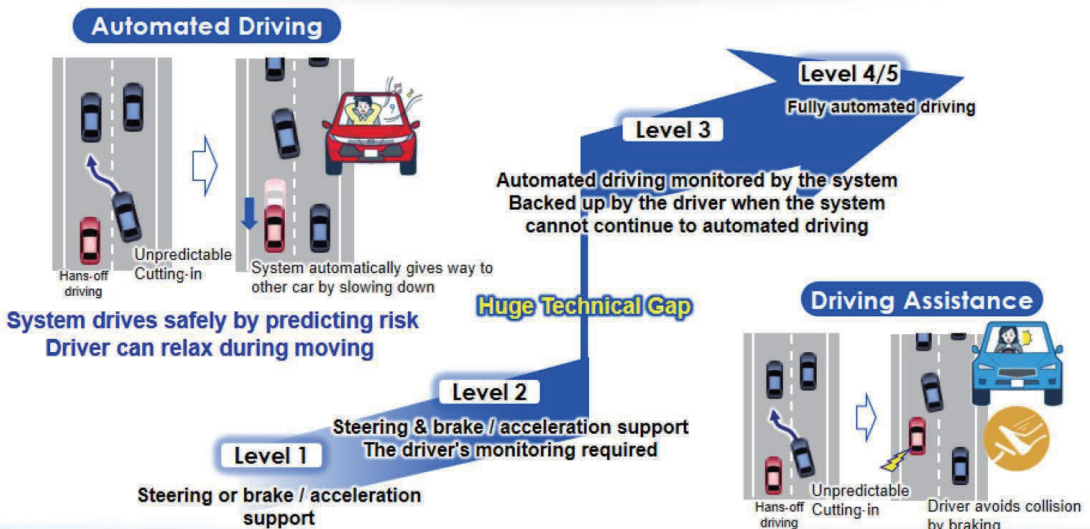 Automated Driving
Hans-off
driving
Unpredictable
Cutting-in
System automatically gives way to
other car by slowing down
System drives safely by predicting risk
Driver can relax during moving
Level 4/5
Fully automated driving
Level 3
Automated driving monitored by the system
Backed up by the driver when the system
cannot continue to automated driving
Huge Technical Gap
Level 2
Steering & brake / acceleration support
The driver's monitoring required
Level 1
Steering or brake / acceleration
support
Driving Assistance
Hans-off
driving
Unpredictable
Cutting-in
Driver avoids collision
by braking